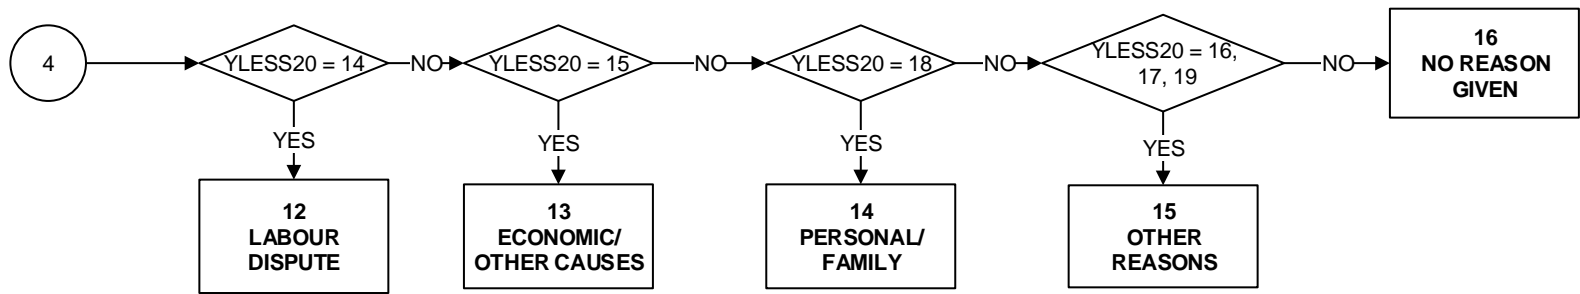 4
YLESS20 = 14
NO
YLESS20 = 15
NO
YLESS20 = 18
NO
YLESS20 = 16,
17, 19
NO
16
NO REASON
GIVEN
YES
YES
YES
YES
12
LABOUR
DISPUTE
13
ECONOMIC/
OTHER CAUSES
14
PERSONAL/
FAMILY
15
OTHER
REASONS